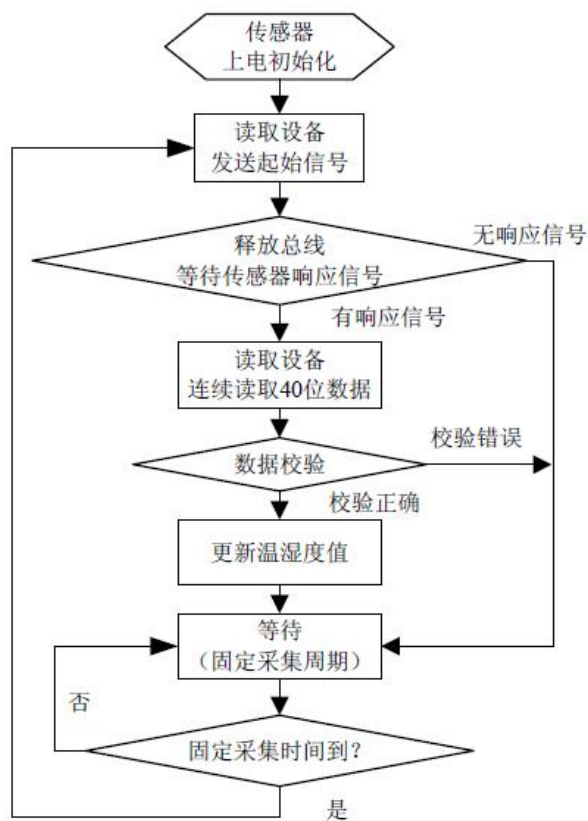 传感器
上电初始化
读取设备
发送起始信号
释放总线
等待传感器响应信号
无响应信号
有响应信号
读取设备
连续读取40位数据
数据校验
校验错误
校验正确
更新温湿度值
等待
（固定采集周期）
否
固定采集时间到？
是